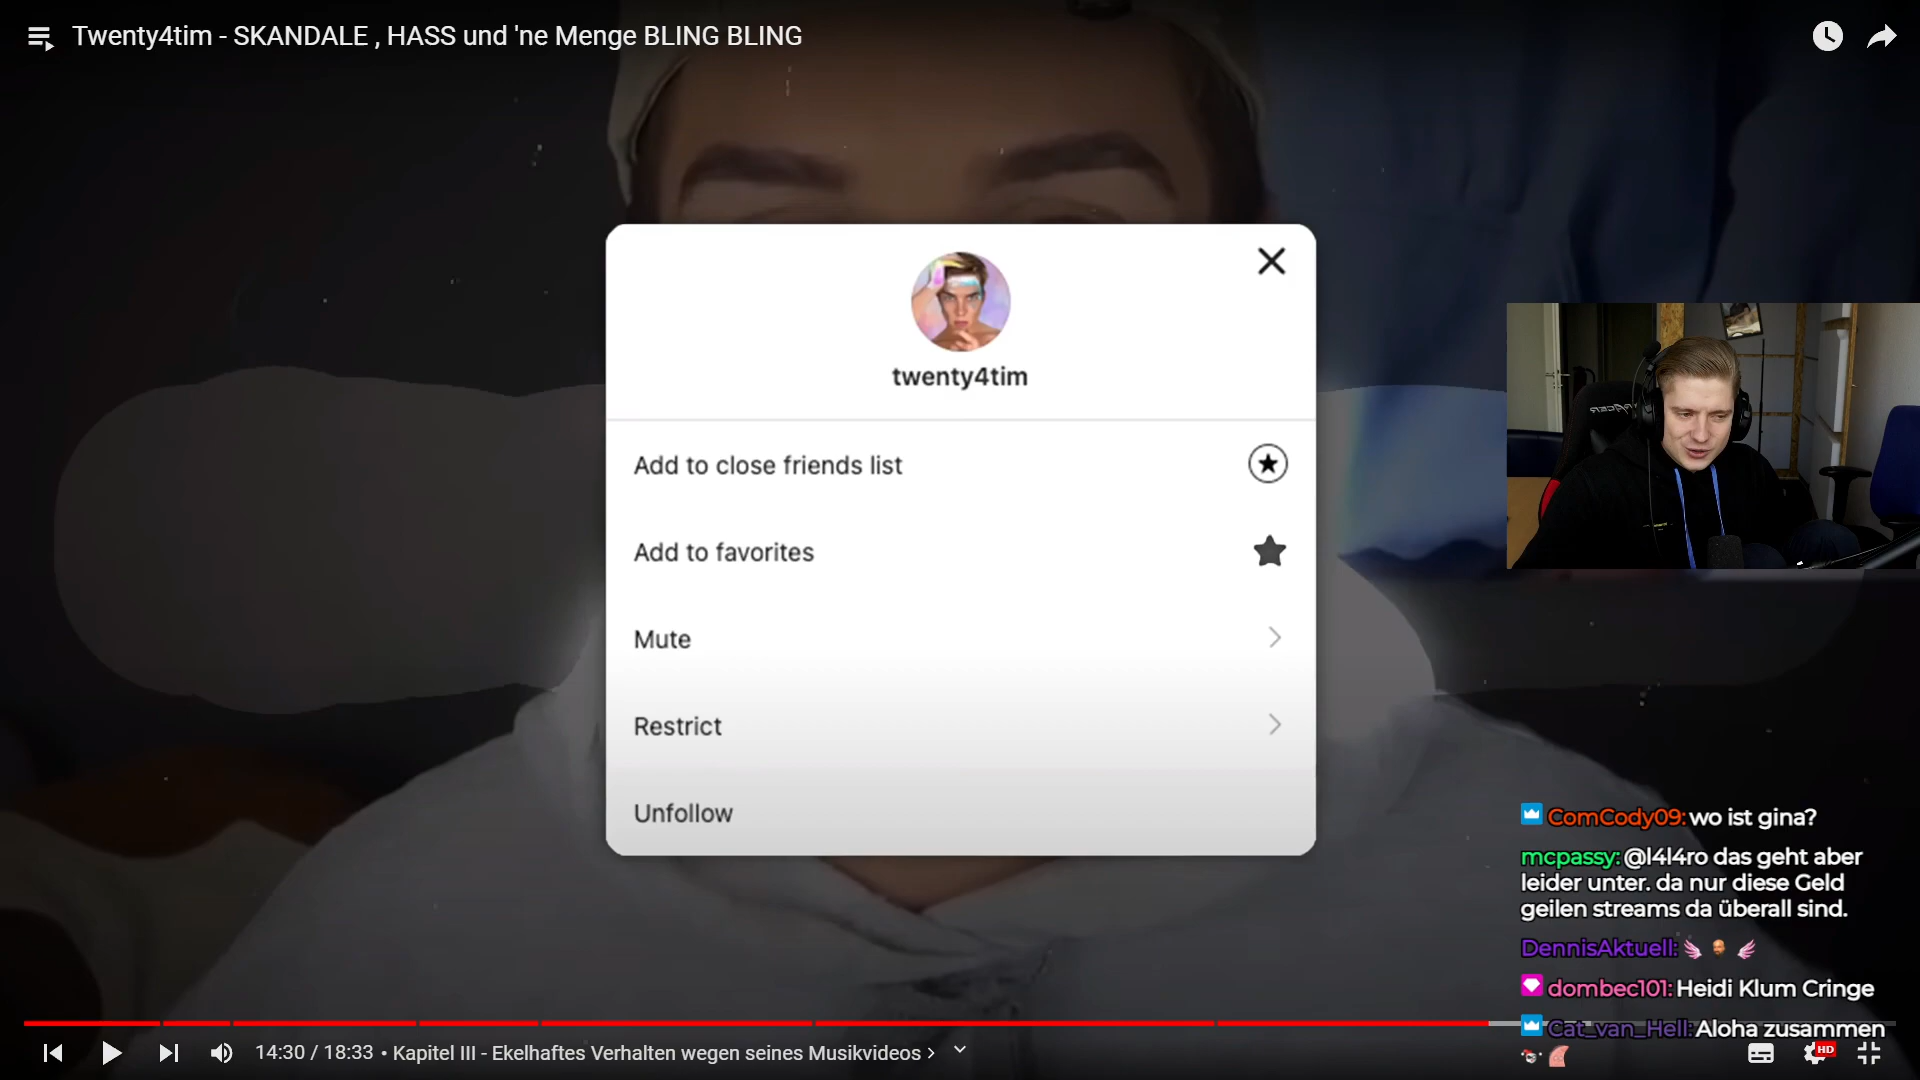 Twenty4tim - SKANDALE , HASS und 'ne Menge BLING BLING
twenty4tim
Add to close friends list
Add to favorites
Mute
Restrict
Unfollow
ComCody09: wo ist gina?
mcpassy: @l4l4ro das geht aber
leider unter. da nur diese Geld
geilen streams da überall sind.
DennisAktuell:
dombec101: Heidi Klum Cringe
Cat_van_Hell: Aloha zusammen
14:30 / 18:33 • Kapitel III - Ekelhaftes Verhalten wegen seines Musikvideos
HD